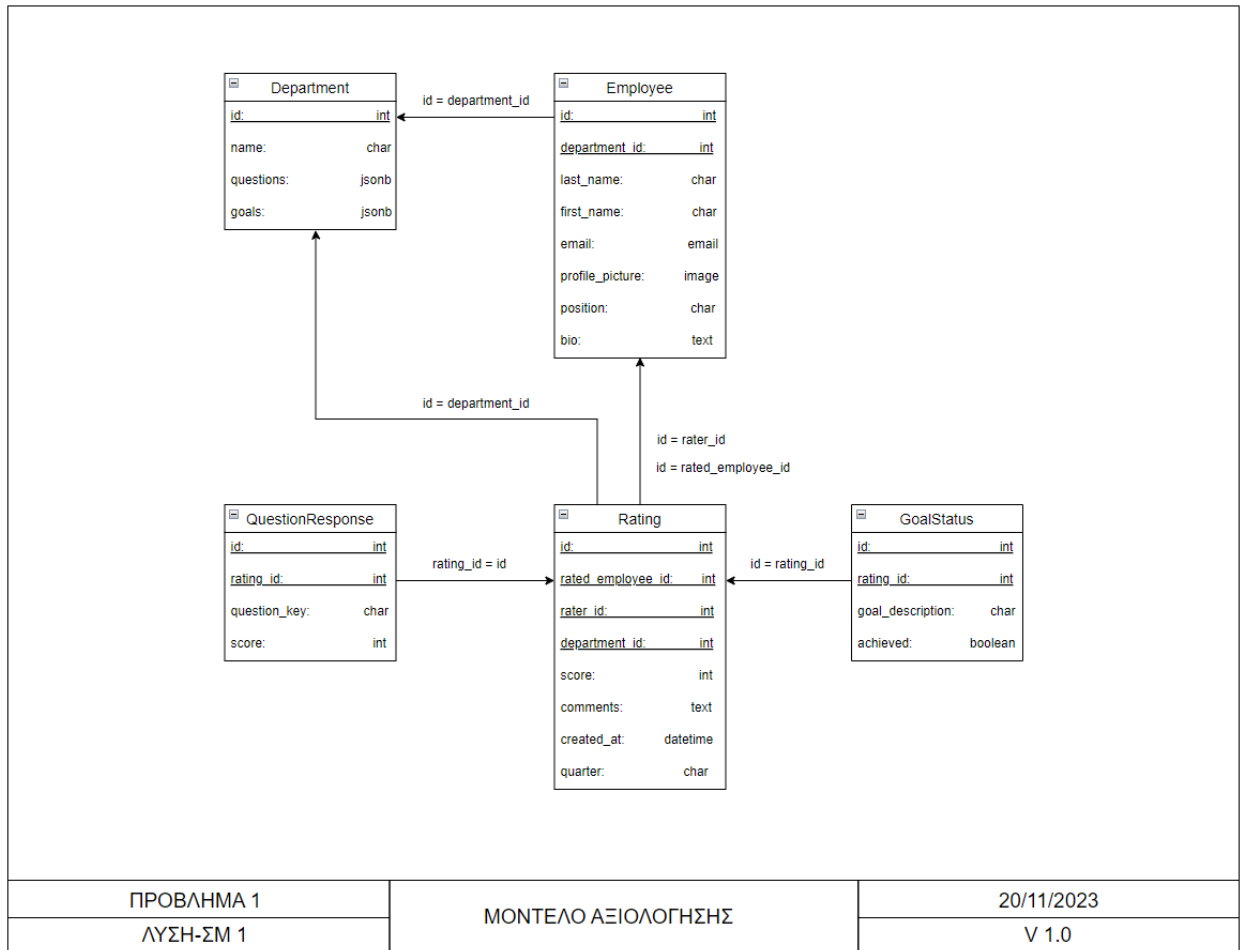 Department
id: int
name: char
questions: jsonb
goals: jsonb
id = department_id
Employee
id: int
department_id: int
last_name: char
first_name: char
email: email
profile_picture: image
position: char
bio: text
id = department_id
id = rater_id
id = rated_employee_id
QuestionResponse
id: int
rating_id: int
question_key: char
score: int
rating_id = id
Rating
id: int
rated_employee_id: int
rater_id: int
department_id: int
score: int
comments: text
created_at: datetime
quarter: char
id = rating_id
GoalStatus
id: int
rating_id: int
goal_description: char
achieved: boolean
ΠΡΟΒΛΗΜΑ 1
ΛΥΣΗ-ΣΜ 1
ΜΟΝΤΕΛΟ ΑΞΙΟΛΟΓΗΣΗΣ
20/11/2023
V 1.0